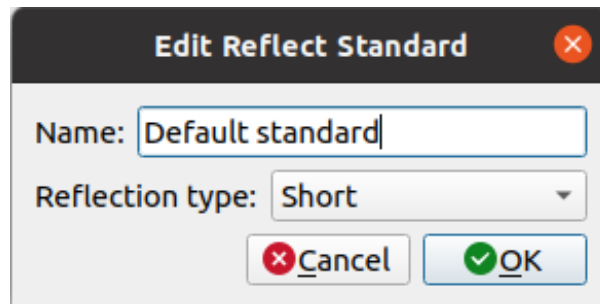 Edit Reflect Standard
Name: Default standard
Reflection type: Short
Cancel OK